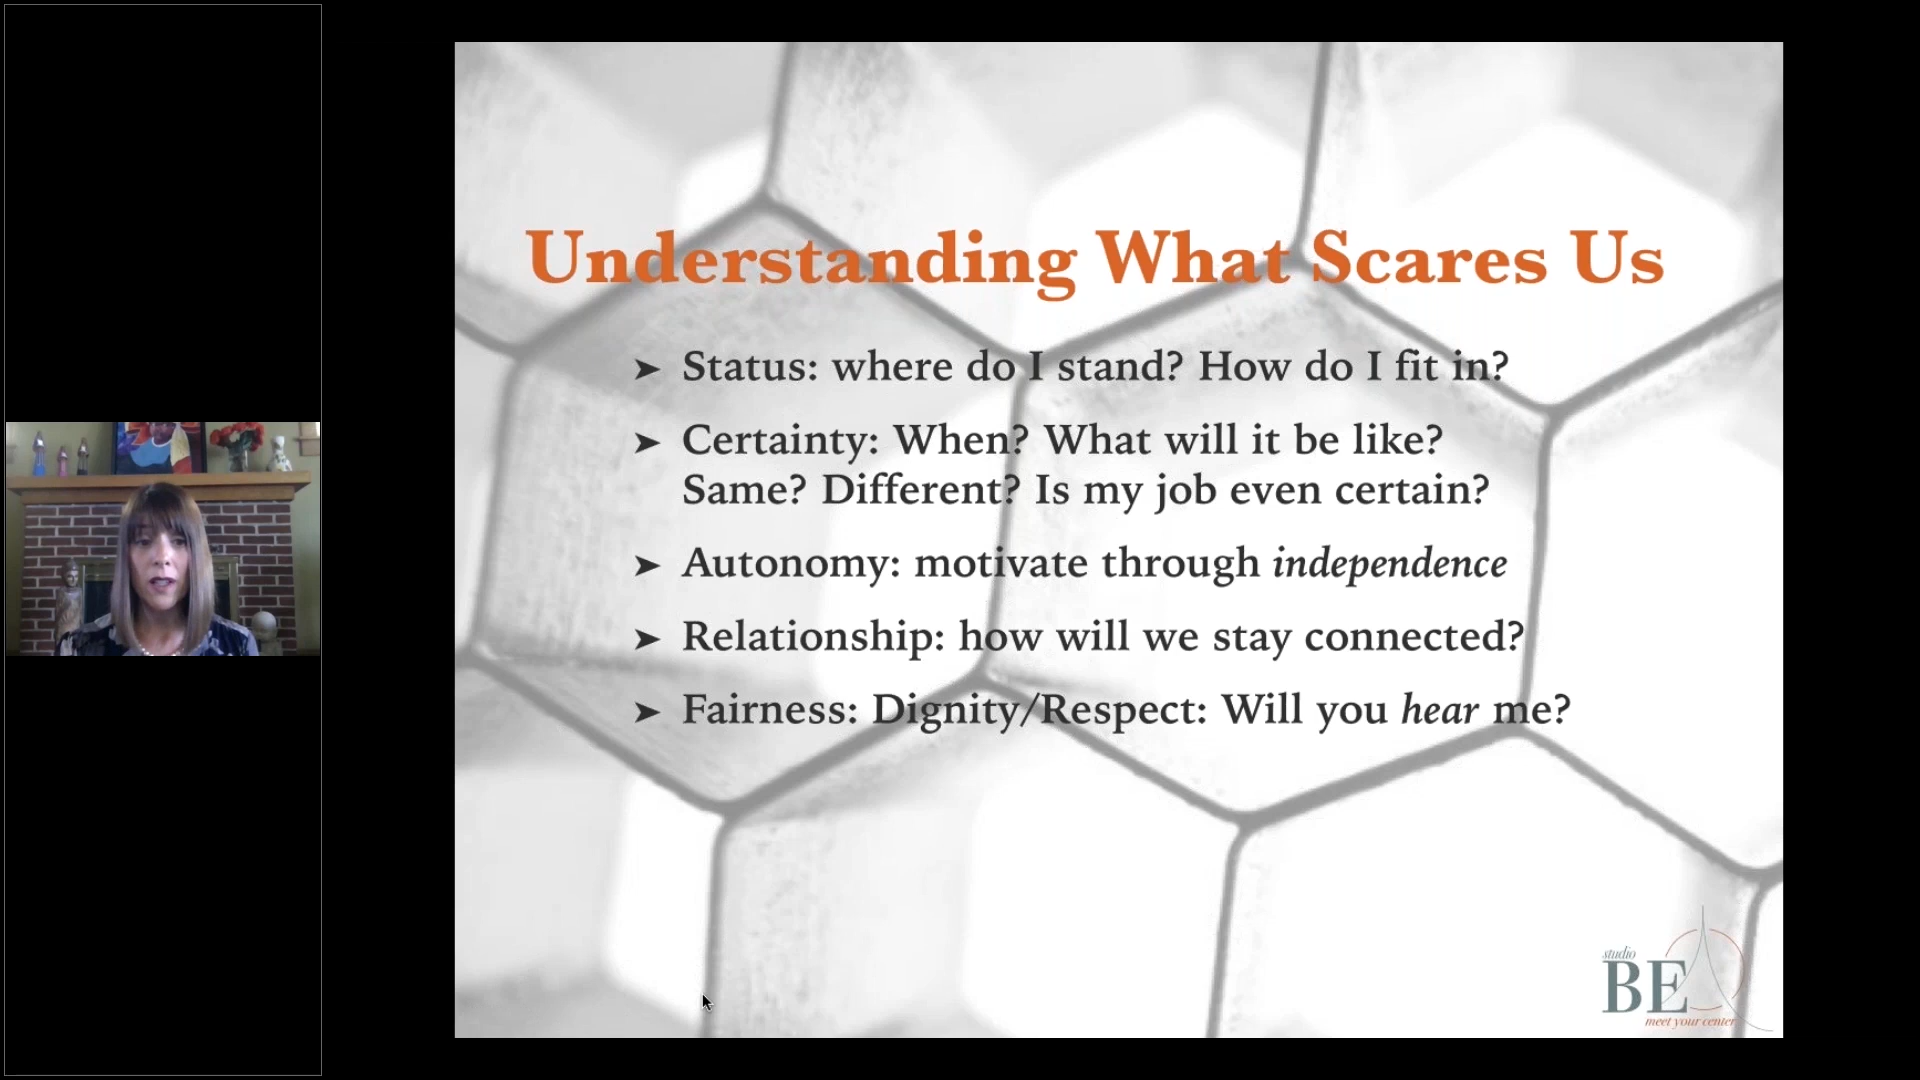 Understanding What Scares Us
➤ Status: where do I stand? How do I fit in?
➤ Certainty: When? What will it be like?
Same? Different? Is my job even certain?
➤ Autonomy: motivate through independence
➤ Relationship: how will we stay connected?
➤ Fairness: Dignity/Respect: Will you hear me?
studio
BE
meet your center